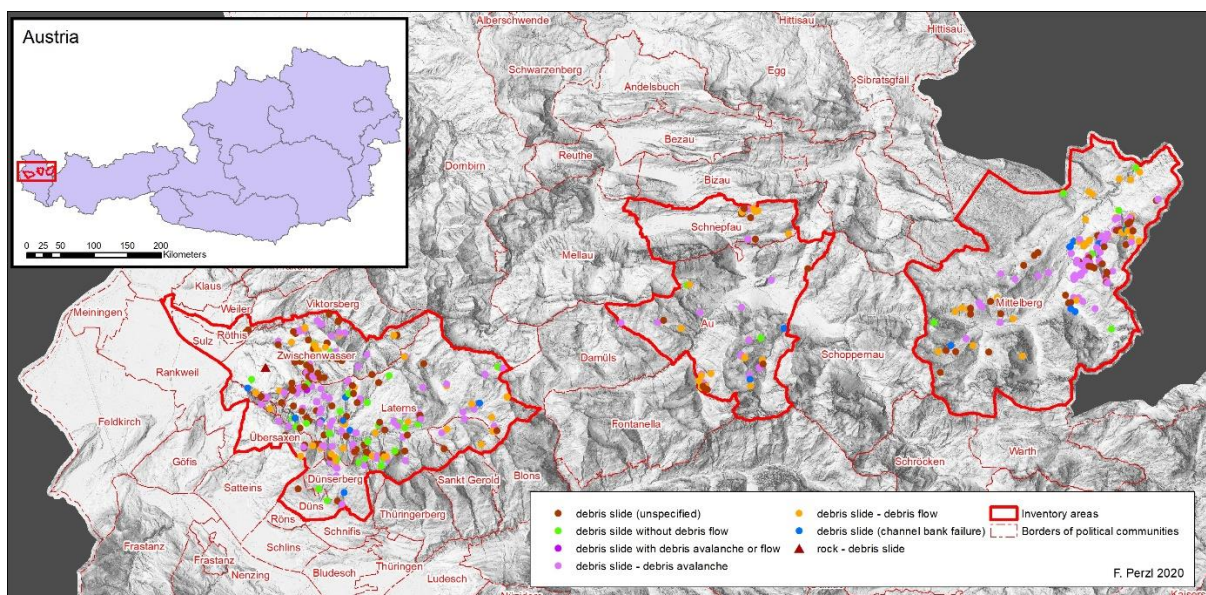 Austria
0 25 50 100 150 200
Kilometers
Alberschwende
Hittisau
Hittisau
Schwarzenberg
Egg
Sibratsgfäll
Andelsbuch
Bezau
Reuthe
Dornbirn
Bizau
Schnepfau
Mellau
Klaus
Meiningen
Weiler
Viktorsberg
Röthis
Sulz
Zwischenwasser
Rankweil
Au
Mittelberg
Damüls
Schoppernau
Laterns
Feldkirch
Fontanella
Übersaxen
Göfis
Schröcken
Warth
Dünserberg
Sankt Gerold
Blons
Satteins
Düns
Röns
Thüringerberg
Schnifis
Schlins
Frastanz
Frastanz
Nenzing
Bludesch
Thüringen
Ludesch
debris slide (unspecified)
debris slide without debris flow
debris slide with debris avalanche or flow
debris slide - debris avalanche
debris slide - debris flow
debris slide (channel bank failure)
rock - debris slide
Inventory areas
Borders of political communities
F. Perzl 2020